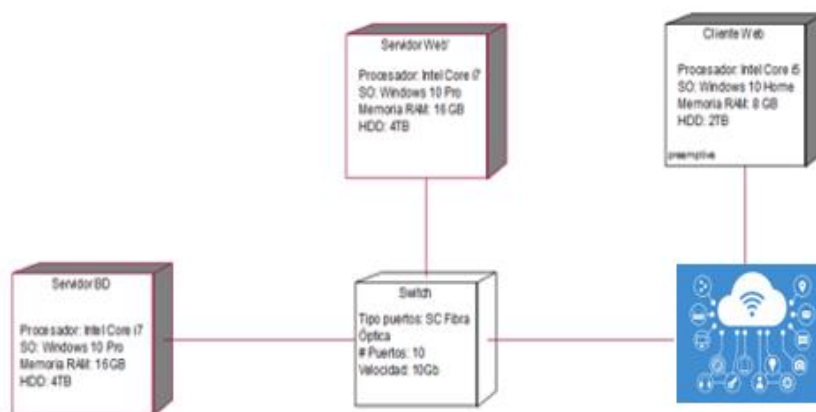 Servidor Web'
Procesador: Intel Core i7
SO: Windows 10 Pro
Memoria RAM: 16 GB
HDD: 4TB
Cliente Web
Procesador: Intel Core i5
SO: Windows 10 Home
Memoria RAM: 8 GB
HDD: 2TB
preemptive
Servidor BD
Procesador: Intel Core i7
SO: Windows 10 Pro
Memoria RAM: 16GB
HDD: 4TB
Switch
Tipo puertos: SC Fibra
Óptica
# Puertos: 10
Velocidad: 10Gb